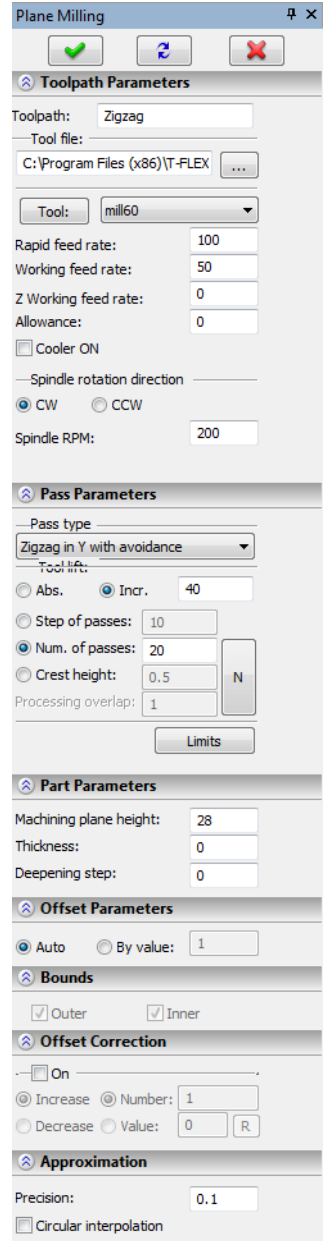 Plane Milling
Toolpath Parameters
Toolpath: Zigzag
Tool file:
C:\Program Files (x86)\T-FLEX ...
Tool: mill60
Rapid feed rate: 100
Working feed rate: 50
Z Working feed rate: 0
Allowance: 0
Cooler ON
Spindle rotation direction
CW CCW
Spindle RPM: 200
Pass Parameters
Pass type
Zigzag in Y with avoidance
Tool lift:
Abs. Incr. 40
Step of passes: 10
Num. of passes: 20
Crest height: 0.5 N
Processing overlap: 1
Limits
Part Parameters
Machining plane height: 28
Thickness: 0
Deepening step: 0
Offset Parameters
Auto By value: 1
Bounds
Outer Inner
Offset Correction
On
Increase Number: 1
Decrease Value: 0 R
Approximation
Precision: 0.1
Circular interpolation